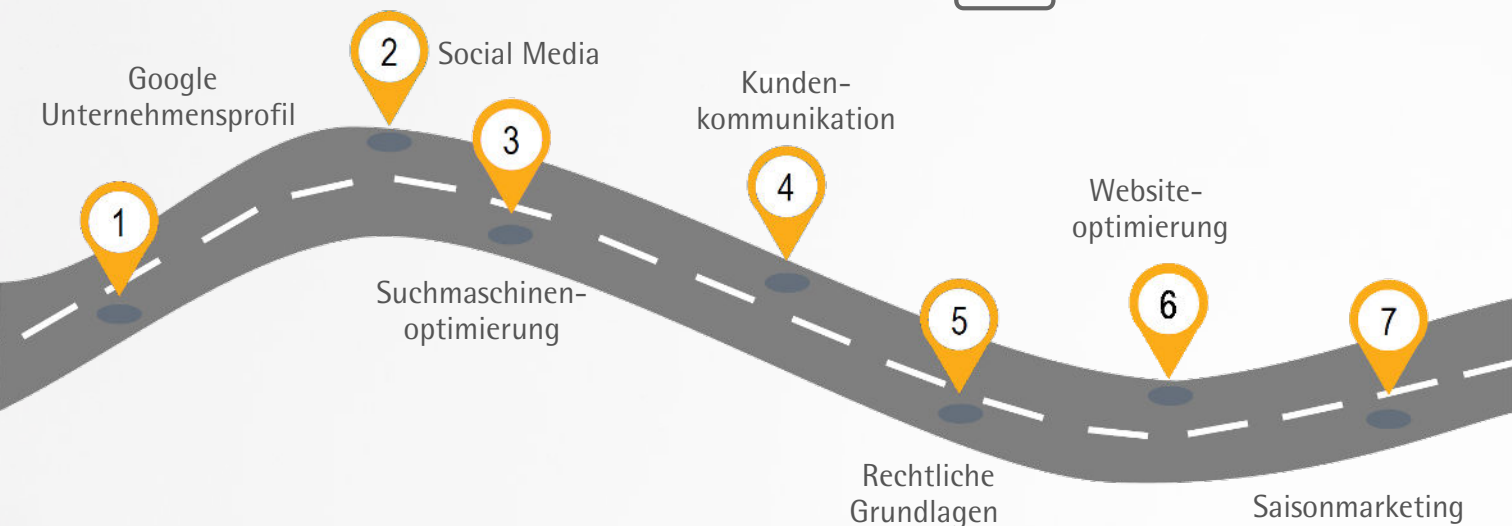 1
Google
Unternehmensprofil
2
Social Media
3
Suchmaschinen-
optimierung
4
Kunden-
kommunikation
5
Rechtliche
Grundlagen
6
Website-
optimierung
7
Saisonmarketing